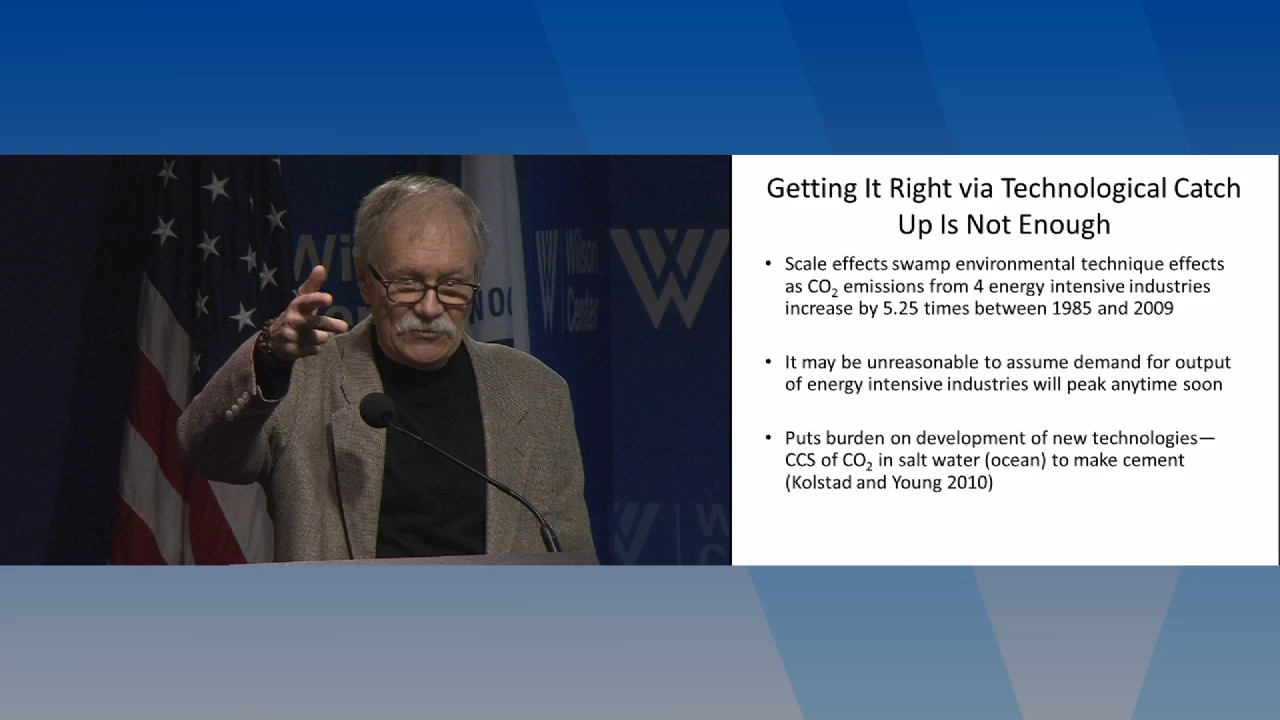 Wilson
Center
Getting It Right via Technological Catch
Up Is Not Enough
• Scale effects swamp environmental technique effects
as CO₂ emissions from 4 energy intensive industries
increase by 5.25 times between 1985 and 2009
• It may be unreasonable to assume demand for output
of energy intensive industries will peak anytime soon
• Puts burden on development of new technologies—
CCS of CO₂ in salt water (ocean) to make cement
(Kolstad and Young 2010)